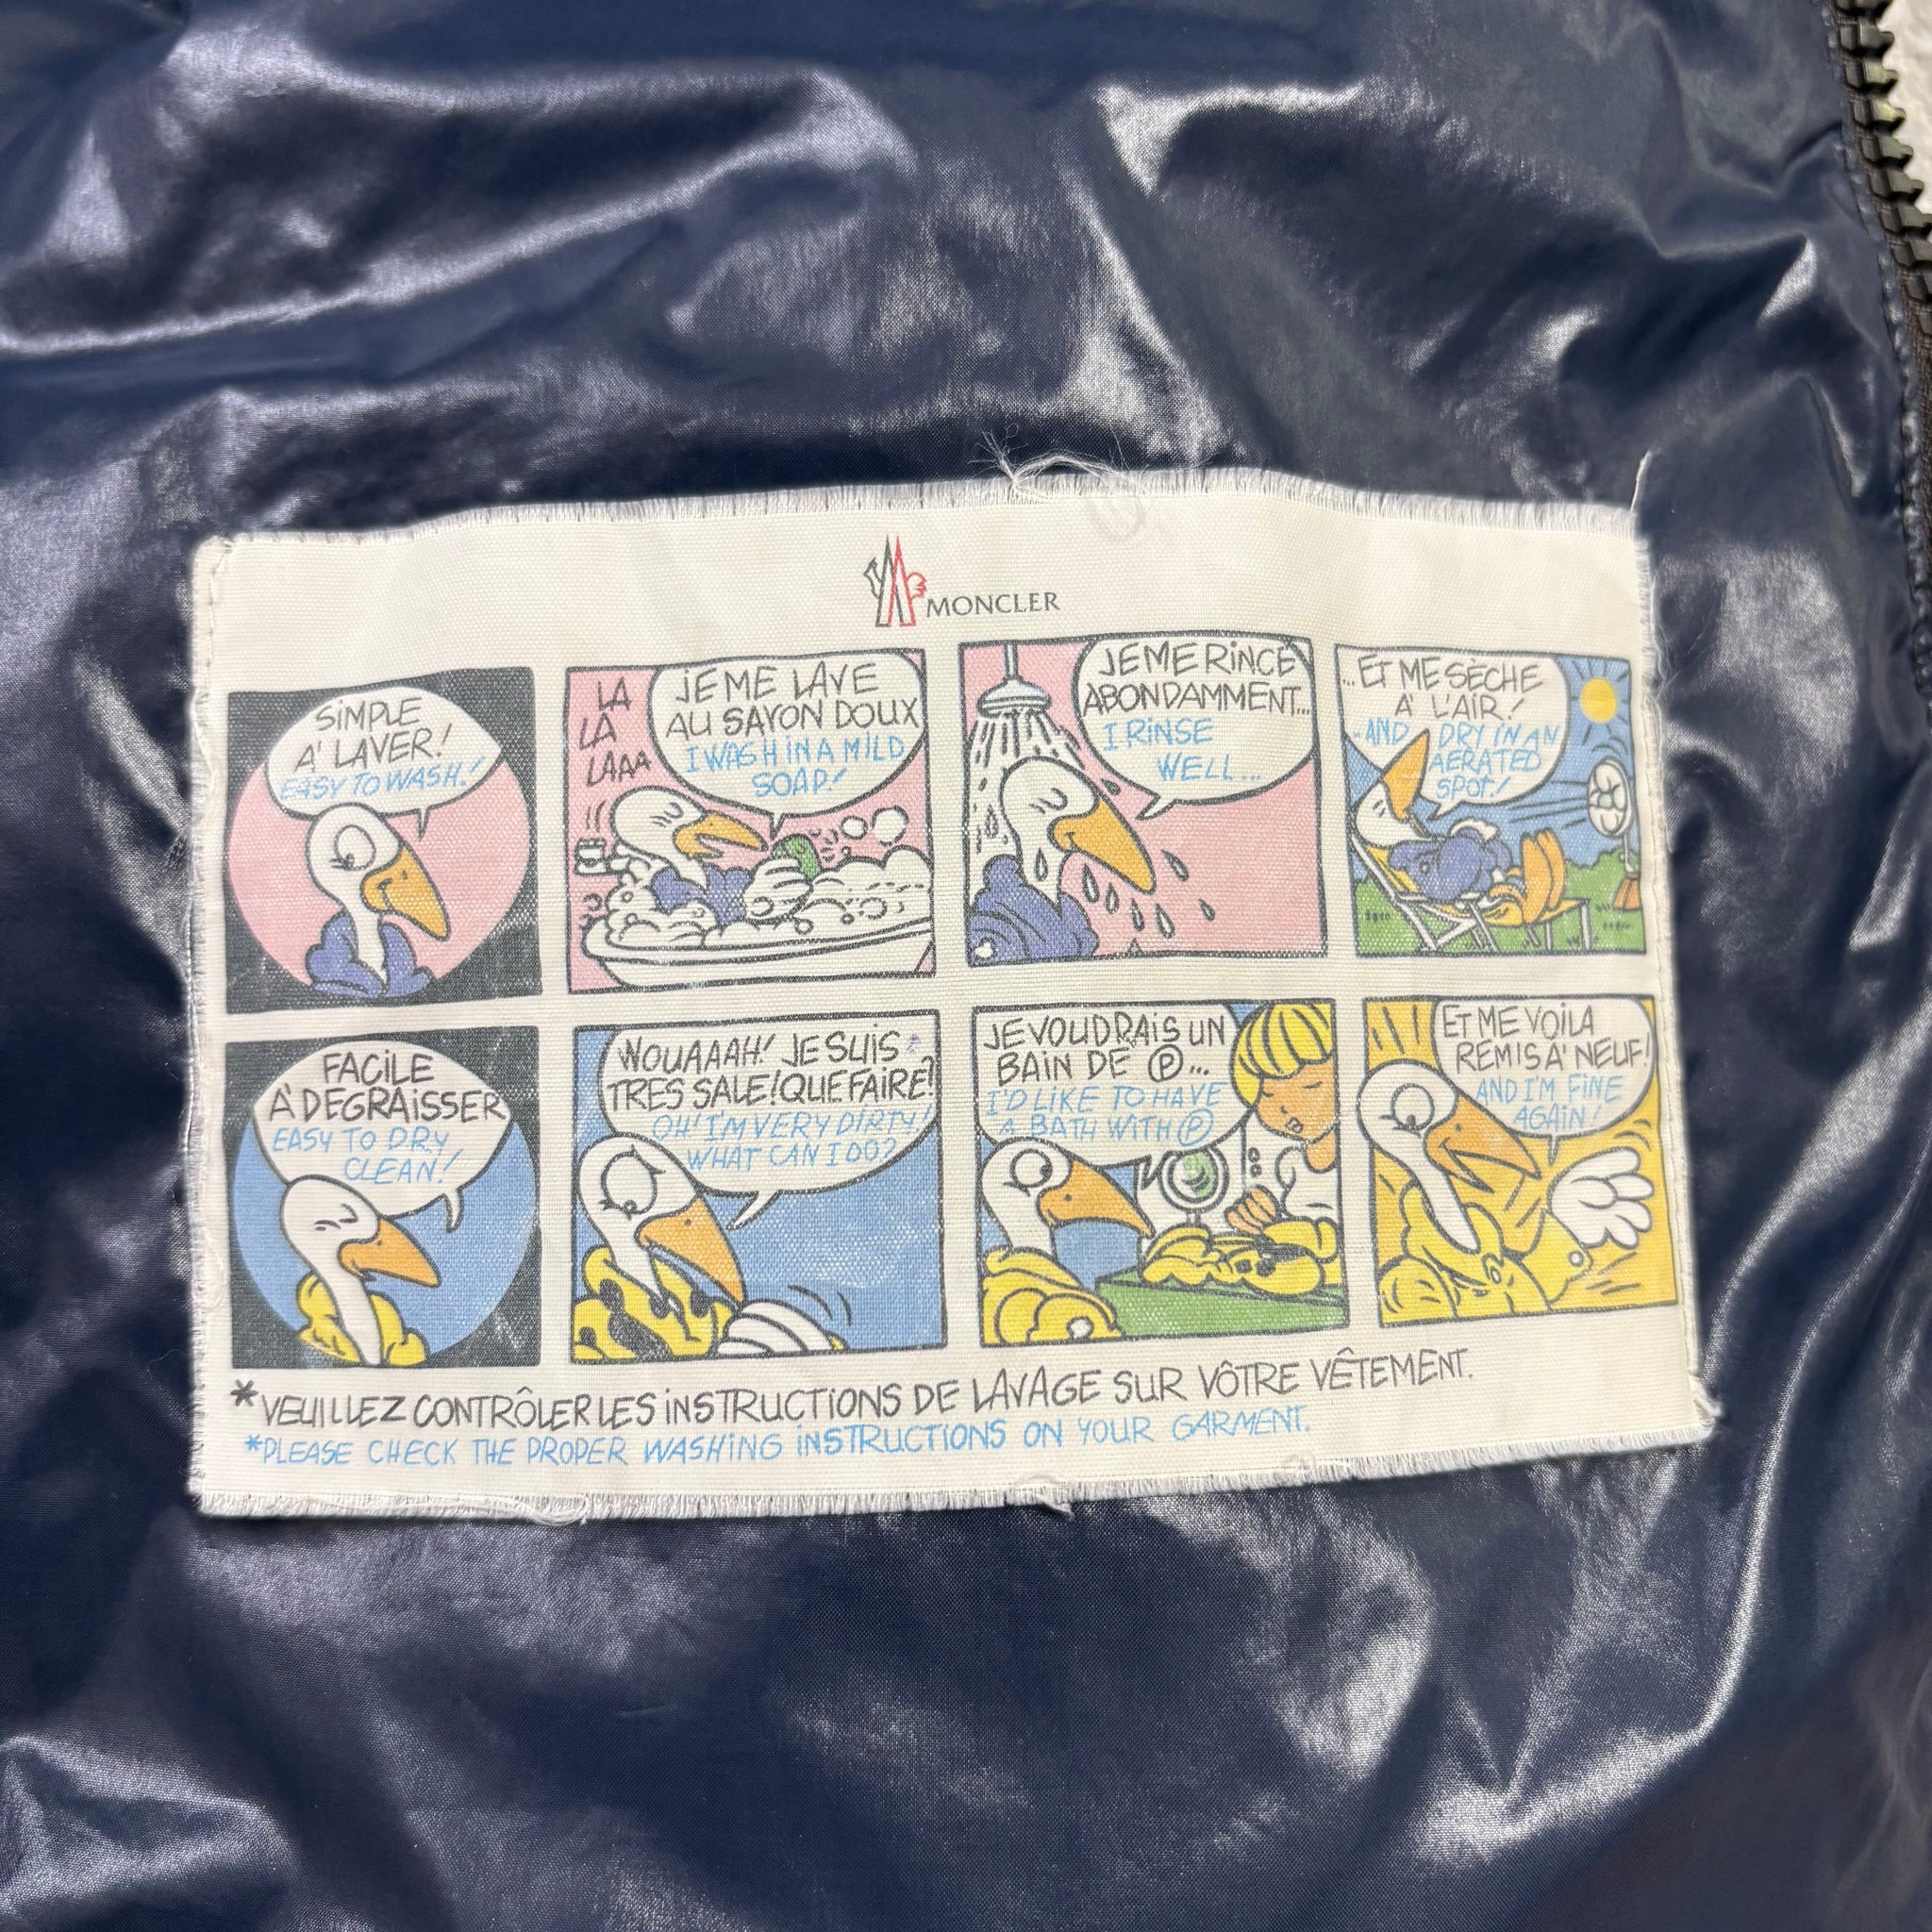 MONCLER
SIMPLE
A' LAVER!
EASY TO WASH!
LA
LA
LAAA
JE ME LAVE
AU SAVON DOUX
I WASH IN A MILD
SOAP!
JE ME RINCE
ABONDAMMENT...
I RINSE
WELL...
...ET ME SÈCHE
A' L'AIR!
..AND DRY IN AN
AERATED
SPOT!
FACILE
A' DEGRAISSER
EASY TO DRY
CLEAN!
WOUAAAH! JE SUIS
TRES SALE! QUE FAIRE?
OH! I'M VERY DIRTY!
WHAT CAN I DO?
JE VOUDRAIS UN
BAIN DE Ⓟ...
I'D LIKE TO HAVE
A BATH WITH Ⓟ
ET ME VOILA
REMIS A' NEUF!
AND I'M FINE
AGAIN!
*VEUILLEZ CONTRÔLER LES INSTRUCTIONS DE LAVAGE SUR VÔTRE VÊTEMENT.
*PLEASE CHECK THE PROPER WASHING INSTRUCTIONS ON YOUR GARMENT.